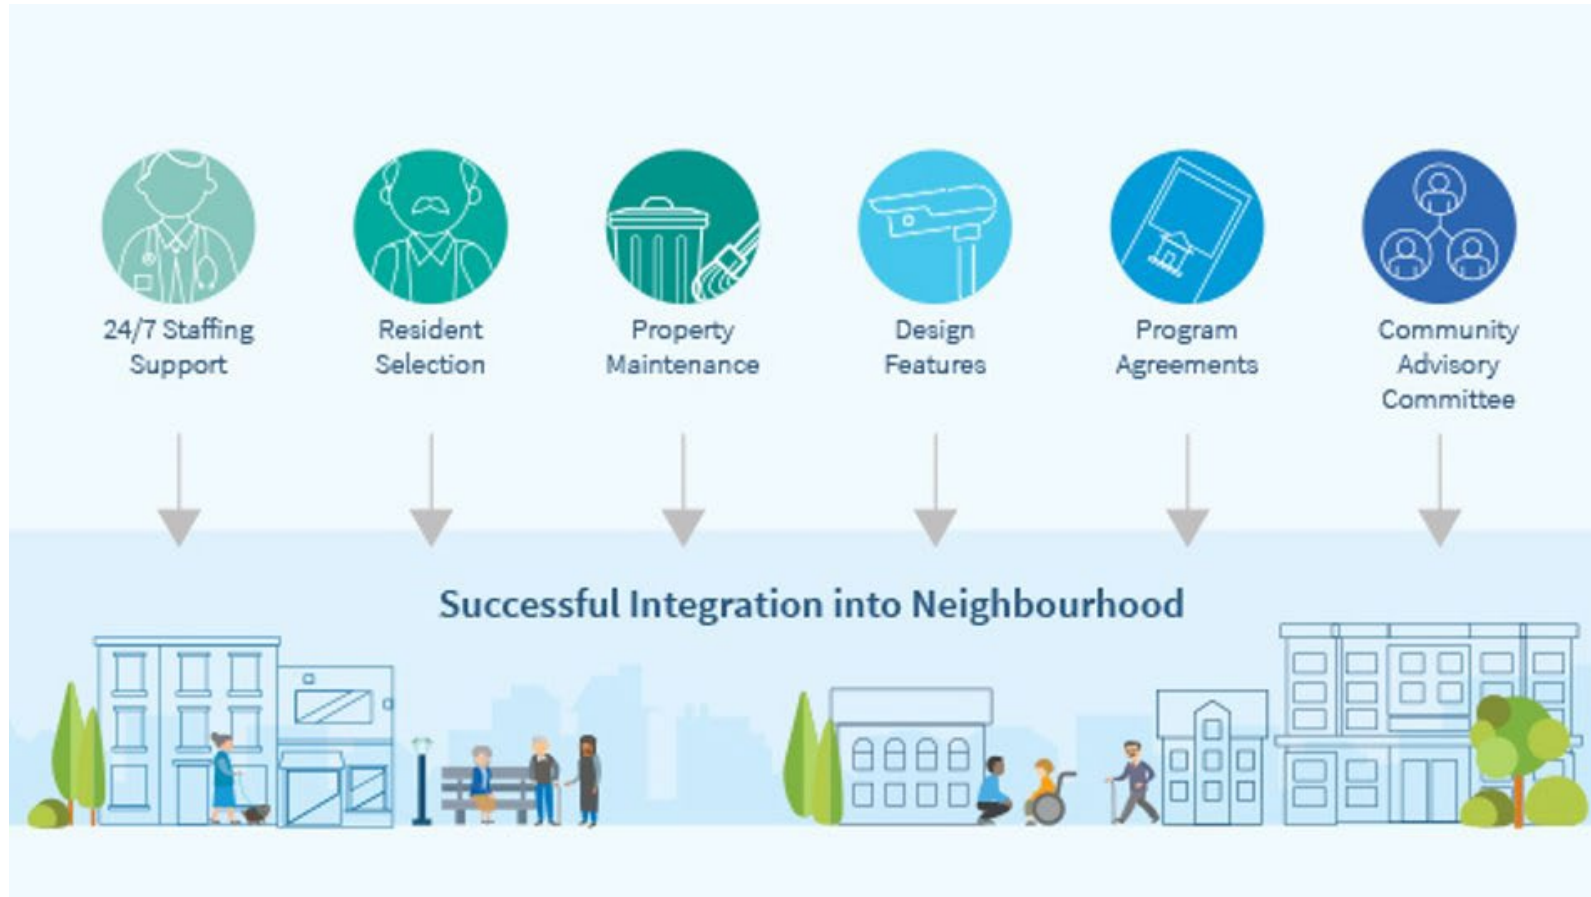 24/7 Staffing
Support
Resident
Selection
Property
Maintenance
Design
Features
Program
Agreements
Community
Advisory
Committee
Successful Integration into Neighbourhood